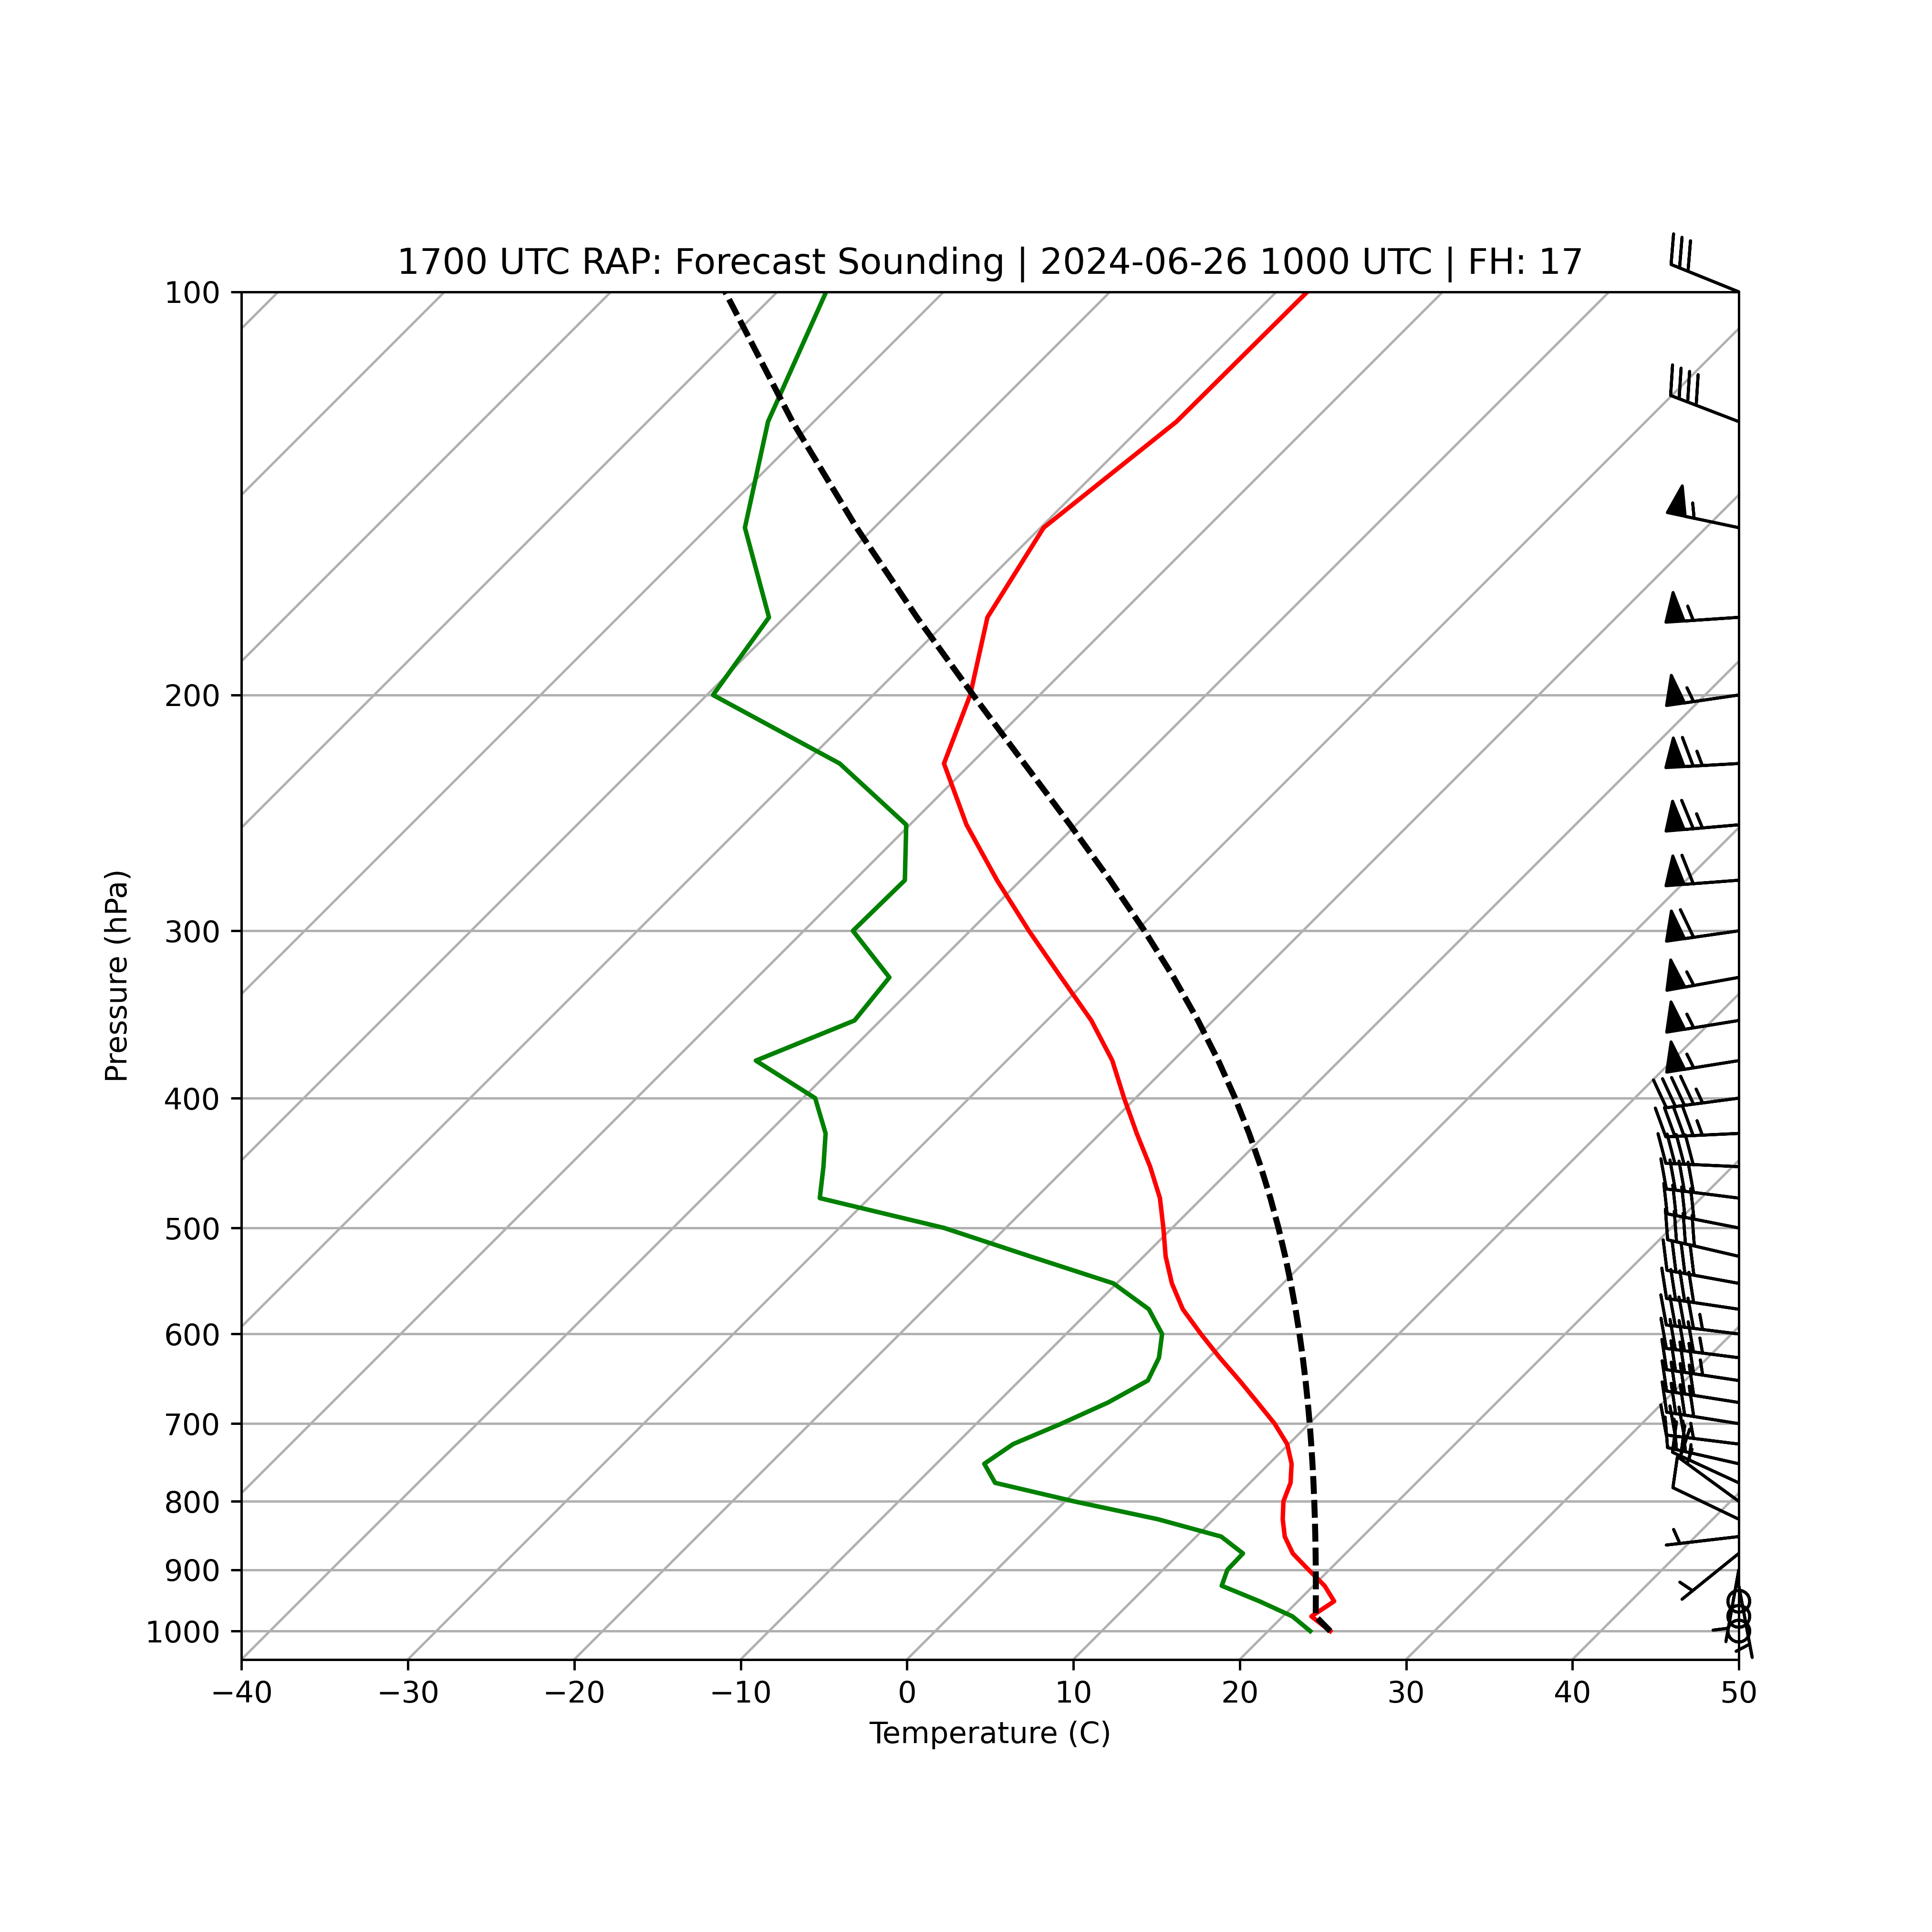 1700 UTC RAP: Forecast Sounding | 2024-06-26 1000 UTC | FH: 17
100
200
300
400
500
600
700
800
900
1000
Pressure (hPa)
−40 −30 −20 −10 0 10 20 30 40 50
Temperature (C)